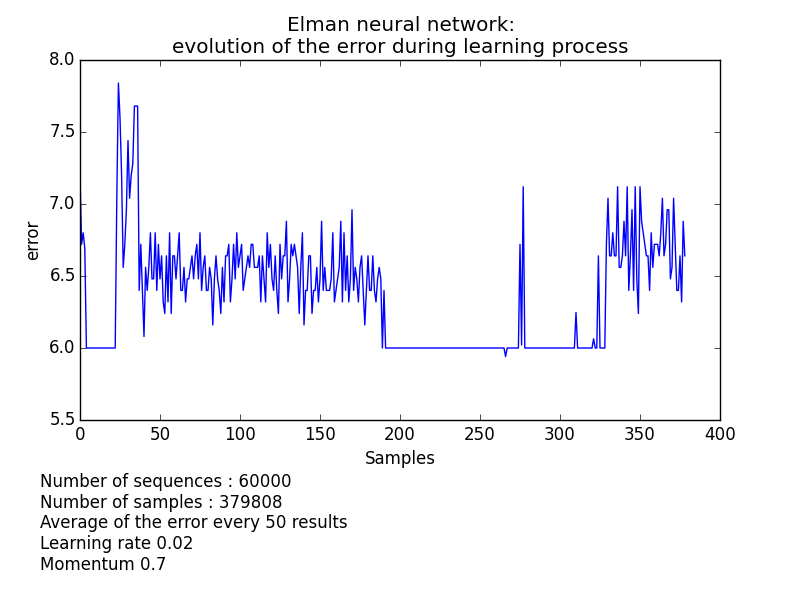 Elman neural network:
evolution of the error during learning process
8.0
7.5
7.0
6.5
6.0
5.5
error
0 50 100 150 200 250 300 350 400
Samples
Number of sequences : 60000
Number of samples : 379808
Average of the error every 50 results
Learning rate 0.02
Momentum 0.7